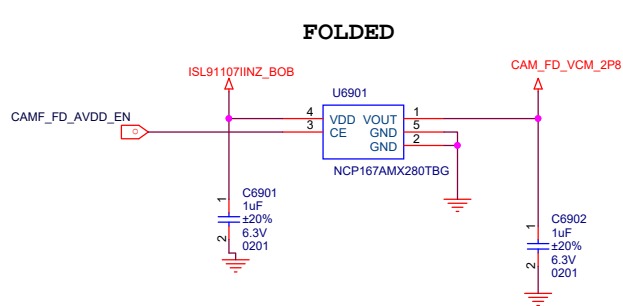 FOLDED
ISL91107IINZ_BOB
CAM_FD_VCM_2P8
U6901
CAMF_FD_AVDD_EN
4 VDD VOUT 1
3 CE GND 5
GND 2
NCP167AMX280TBG
1
C6901
1uF
±20%
6.3V
0201
2
1
C6902
1uF
±20%
6.3V
0201
2